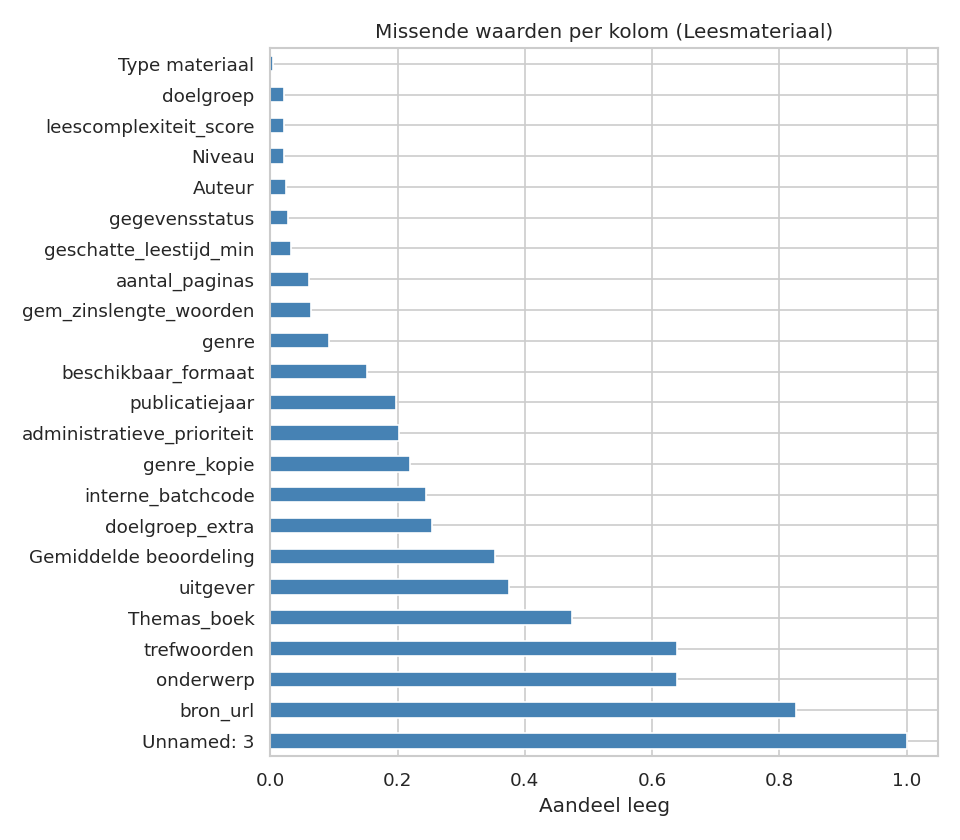 Missende waarden per kolom (Leesmateriaal)
Type materiaal
doelgroep
leescomplexiteit_score
Niveau
Auteur
gegevensstatus
geschatte_leestijd_min
aantal_paginas
gem_zinslengte_woorden
genre
beschikbaar_formaat
publicatiejaar
administratieve_prioriteit
genre_kopie
interne_batchcode
doelgroep_extra
Gemiddelde beoordeling
uitgever
Themas_boek
trefwoorden
onderwerp
bron_url
Unnamed: 3
0.0 0.2 0.4 0.6 0.8 1.0
Aandeel leeg